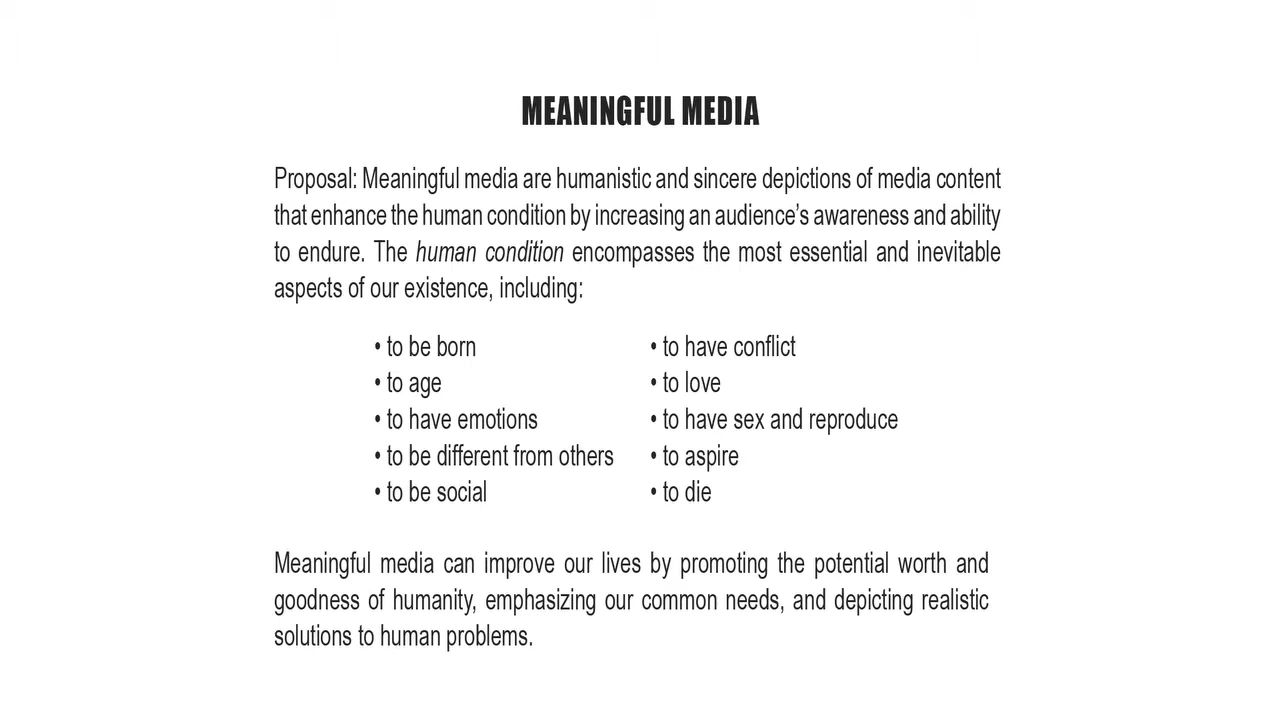 MEANINGFUL MEDIA
Proposal: Meaningful media are humanistic and sincere depictions of media content
that enhance the human condition by increasing an audience’s awareness and ability
to endure. The human condition encompasses the most essential and inevitable
aspects of our existence, including:
• to be born
• to age
• to have emotions
• to be different from others
• to be social
• to have conflict
• to love
• to have sex and reproduce
• to aspire
• to die
Meaningful media can improve our lives by promoting the potential worth and
goodness of humanity, emphasizing our common needs, and depicting realistic
solutions to human problems.